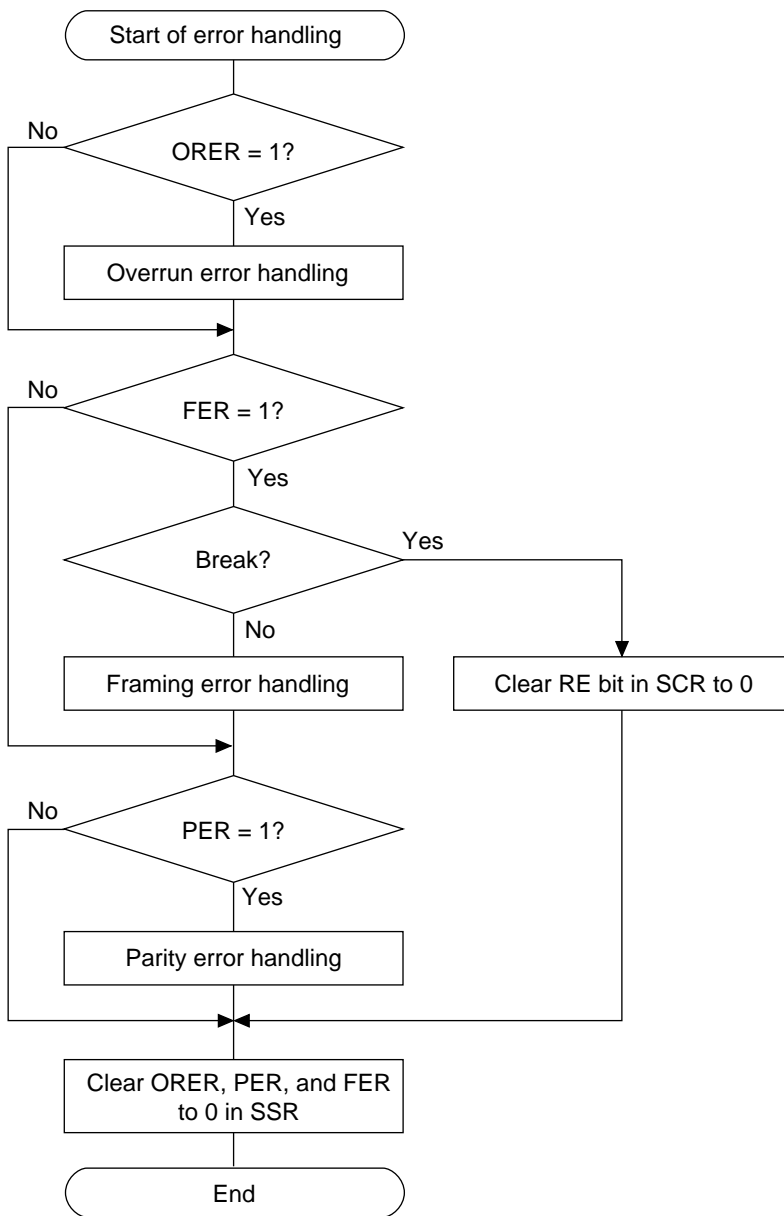 Start of error handling
No
ORER = 1?
Yes
Overrun error handling
No
FER = 1?
Yes
Break?
Yes
No
Framing error handling
Clear RE bit in SCR to 0
No
PER = 1?
Yes
Parity error handling
Clear ORER, PER, and FER
to 0 in SSR
End